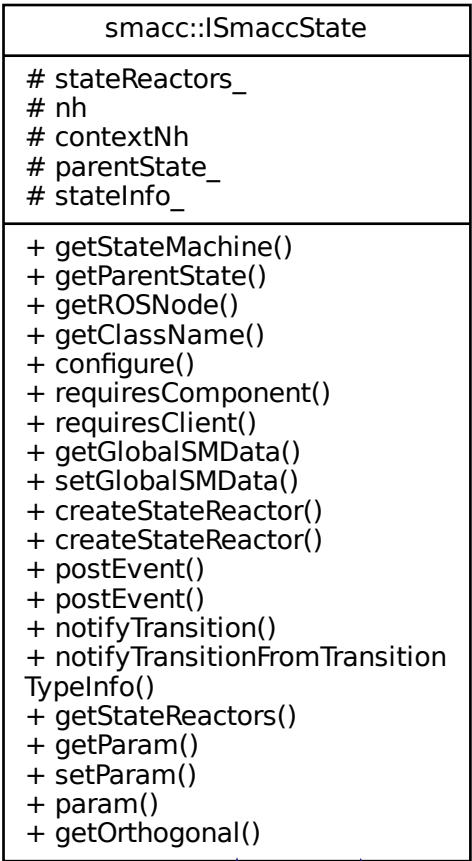 smacc::ISmaccState
# stateReactors_
# nh
# contextNh
# parentState_
# stateInfo_
+ getStateMachine()
+ getParentState()
+ getROSNode()
+ getClassName()
+ configure()
+ requiresComponent()
+ requiresClient()
+ getGlobalSMData()
+ setGlobalSMData()
+ createStateReactor()
+ createStateReactor()
+ postEvent()
+ postEvent()
+ notifyTransition()
+ notifyTransitionFromTransition
TypeInfo()
+ getStateReactors()
+ getParam()
+ setParam()
+ param()
+ getOrthogonal()